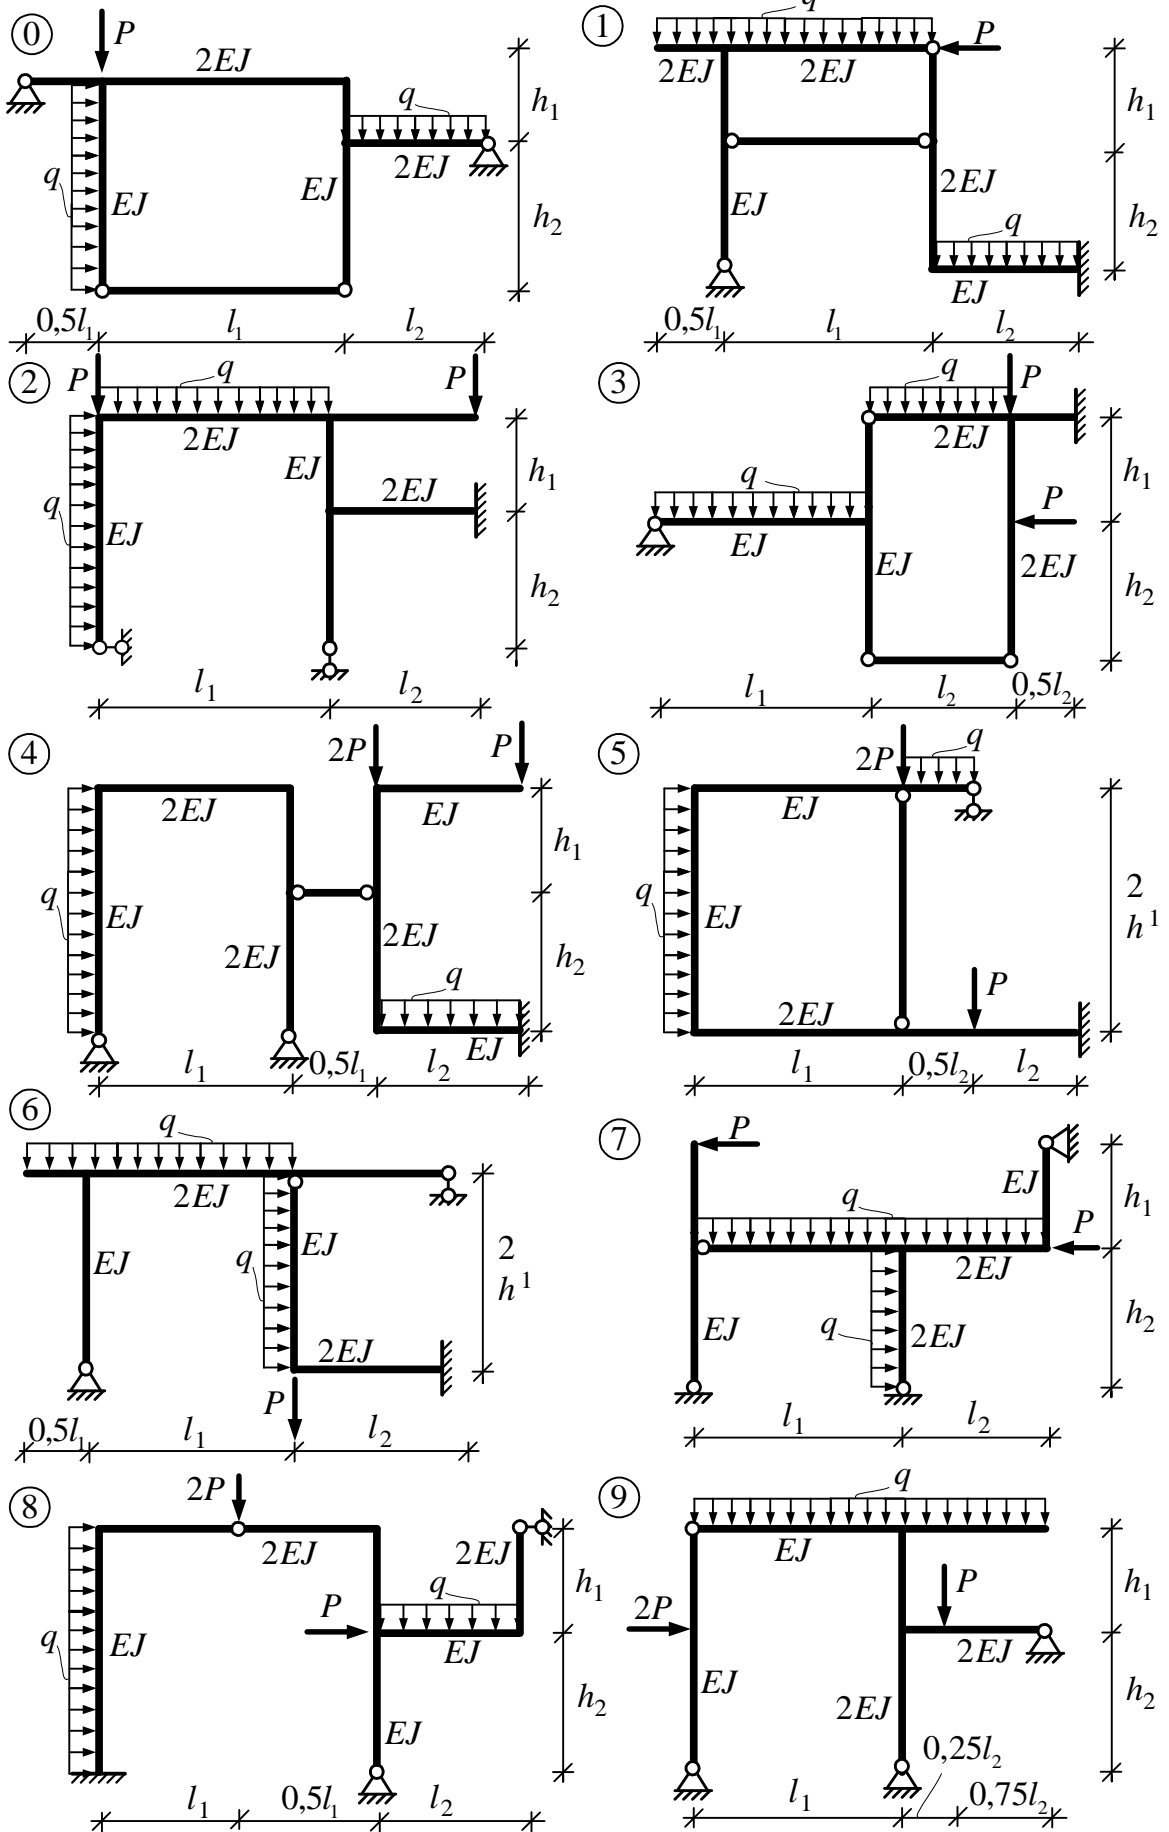 0
P
2EJ
q
h₁
q
EJ
EJ
2EJ
h₂
0,5l₁
l₁
l₂
1
q
P
2EJ
2EJ
h₁
EJ
2EJ
q
h₂
EJ
0,5l₁
l₁
l₂
2
P
q
P
2EJ
EJ
h₁
q
EJ
2EJ
h₂
l₁
l₂
3
q
P
2EJ
h₁
q
P
EJ
EJ
2EJ
h₂
l₁
l₂
0,5l₂
4
2P
P
2EJ
EJ
h₁
q
EJ
2EJ
2EJ
h₂
q
EJ
l₁
0,5l₁
l₂
5
2P
q
EJ
q
EJ
2
h¹
P
2EJ
l₁
0,5l₂
l₂
6
q
2EJ
EJ
q
EJ
2
h¹
2EJ
P
0,5l₁
l₁
l₂
7
P
EJ
h₁
q
P
2EJ
EJ
q
2EJ
h₂
l₁
l₂
8
2P
2EJ
2EJ
h₁
q
P
q
EJ
EJ
EJ
h₂
l₁
0,5l₁
l₂
9
q
EJ
h₁
P
2P
2EJ
EJ
2EJ
h₂
0,25l₂
l₁
0,75l₂